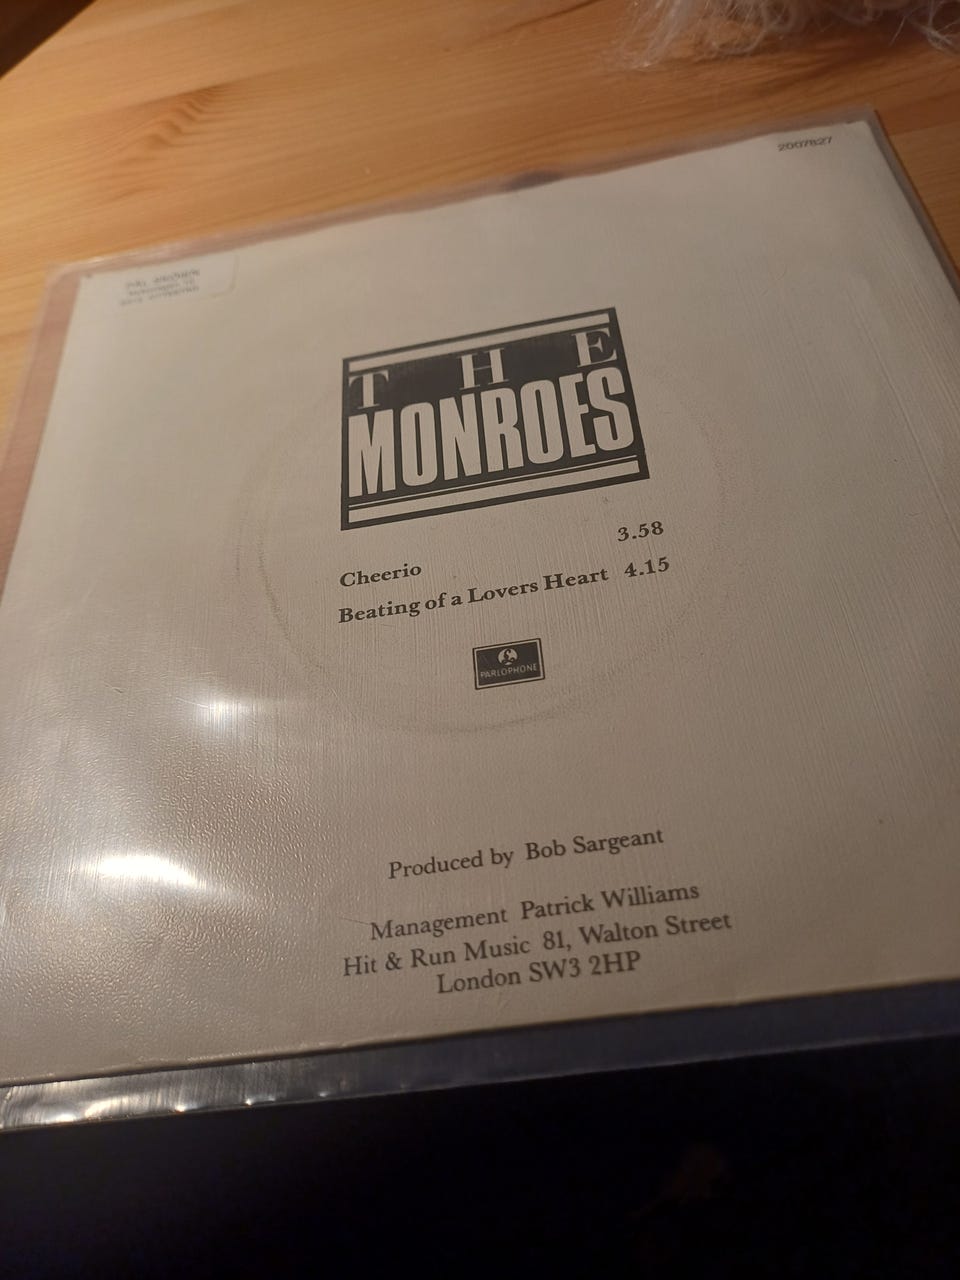 2007827
THE
MONROES
Cheerio 3.58
Beating of a Lovers Heart 4.15
£
PARLOPHONE
Produced by Bob Sargeant
Management Patrick Williams
Hit & Run Music 81, Walton Street
London SW3 2HP